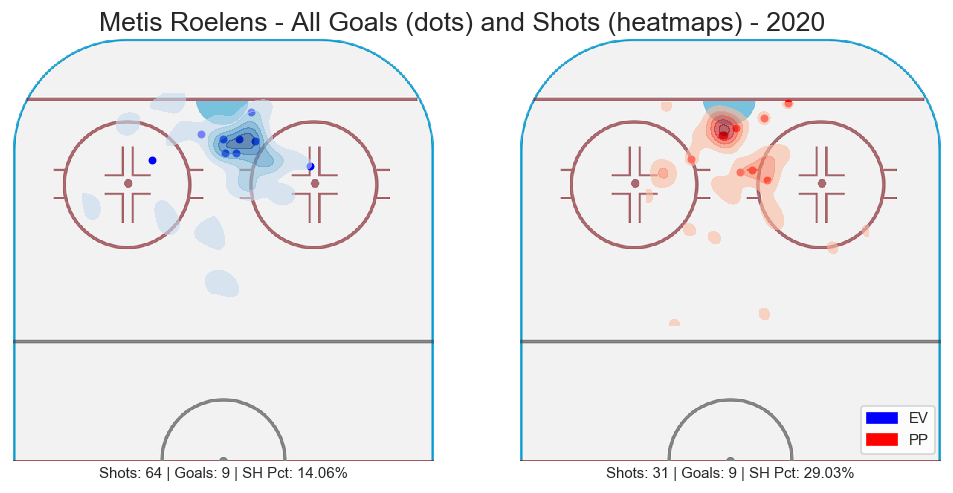 Metis Roelens - All Goals (dots) and Shots (heatmaps) - 2020
EV
PP
Shots: 64 | Goals: 9 | SH Pct: 14.06%
Shots: 31 | Goals: 9 | SH Pct: 29.03%